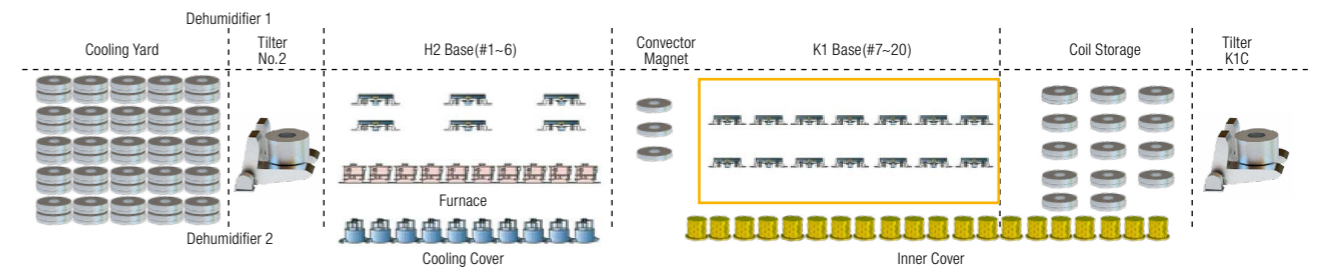 Dehumidifier 1
Cooling Yard
Tilter
No.2
H2 Base(#1~6)
Convector
Magnet
K1 Base(#7~20)
Coil Storage
Tilter
K1C
Furnace
Dehumidifier 2
Cooling Cover
Inner Cover